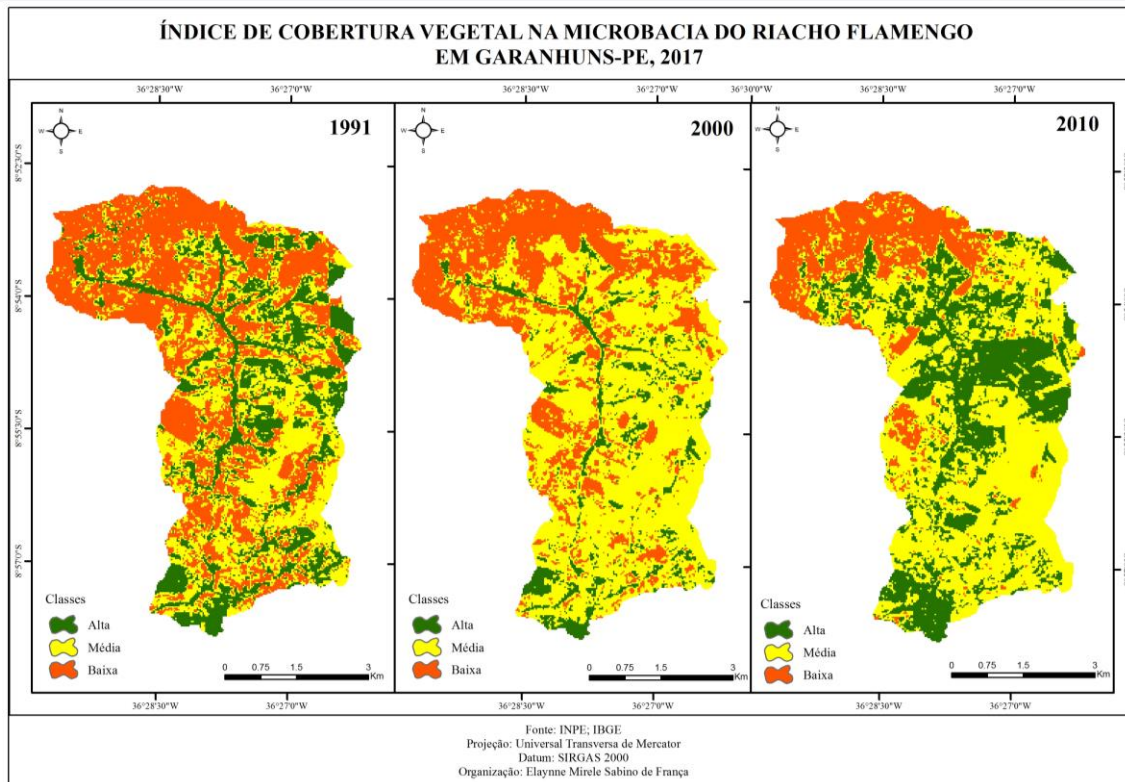 ÍNDICE DE COBERTURA VEGETAL NA MICROBACIA DO RIACHO FLAMENGO
EM GARANHUNS-PE, 2017
36°28'30"W 36°27'0"W 36°28'30"W 36°27'0"W 36°30'0"W 36°28'30"W 36°27'0"W
N
W E
S
1991
N
W E
S
2000
N
W E
S
2010
8°52'30"S
8°54'0"S
8°55'30"S
8°57'0"S
Classes
Alta
Média
Baixa
0 0.75 1.5 3
Km
Classes
Alta
Média
Baixa
0 0.75 1.5 3
Km
Classes
Alta
Média
Baixa
0 0.75 1.5 3
Km
36°28'30"W 36°27'0"W 36°28'30"W 36°27'0"W 36°28'30"W 36°27'0"W
Fonte: INPE; IBGE
Projeção: Universal Transversa de Mercator
Datum: SIRGAS 2000
Organização: Elaynne Mirele Sabino de França